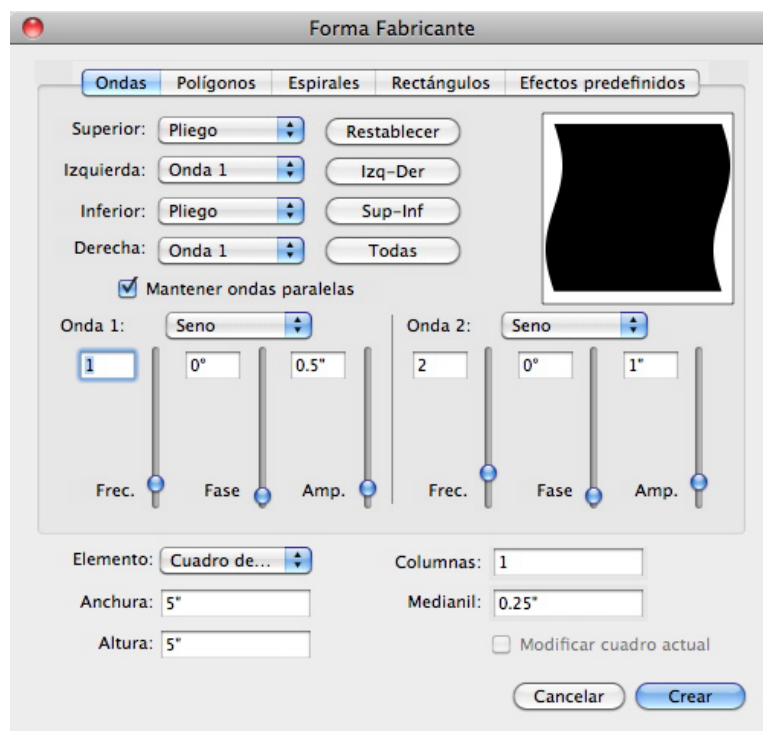 Forma Fabricante
Ondas Polígonos Espirales Rectángulos Efectos predefinidos
Superior: Pliego Restablecer
Izquierda: Onda 1 Izq-Der
Inferior: Pliego Sup-Inf
Derecha: Onda 1 Todas
Mantener ondas paralelas
Onda 1: Seno Onda 2: Seno
1 0° 0.5" 2 0° 1"
Frec. Fase Amp. Frec. Fase Amp.
Elemento: Cuadro de... Columnas: 1
Anchura: 5" Medianil: 0.25"
Altura: 5" Modificar cuadro actual
Cancelar Crear